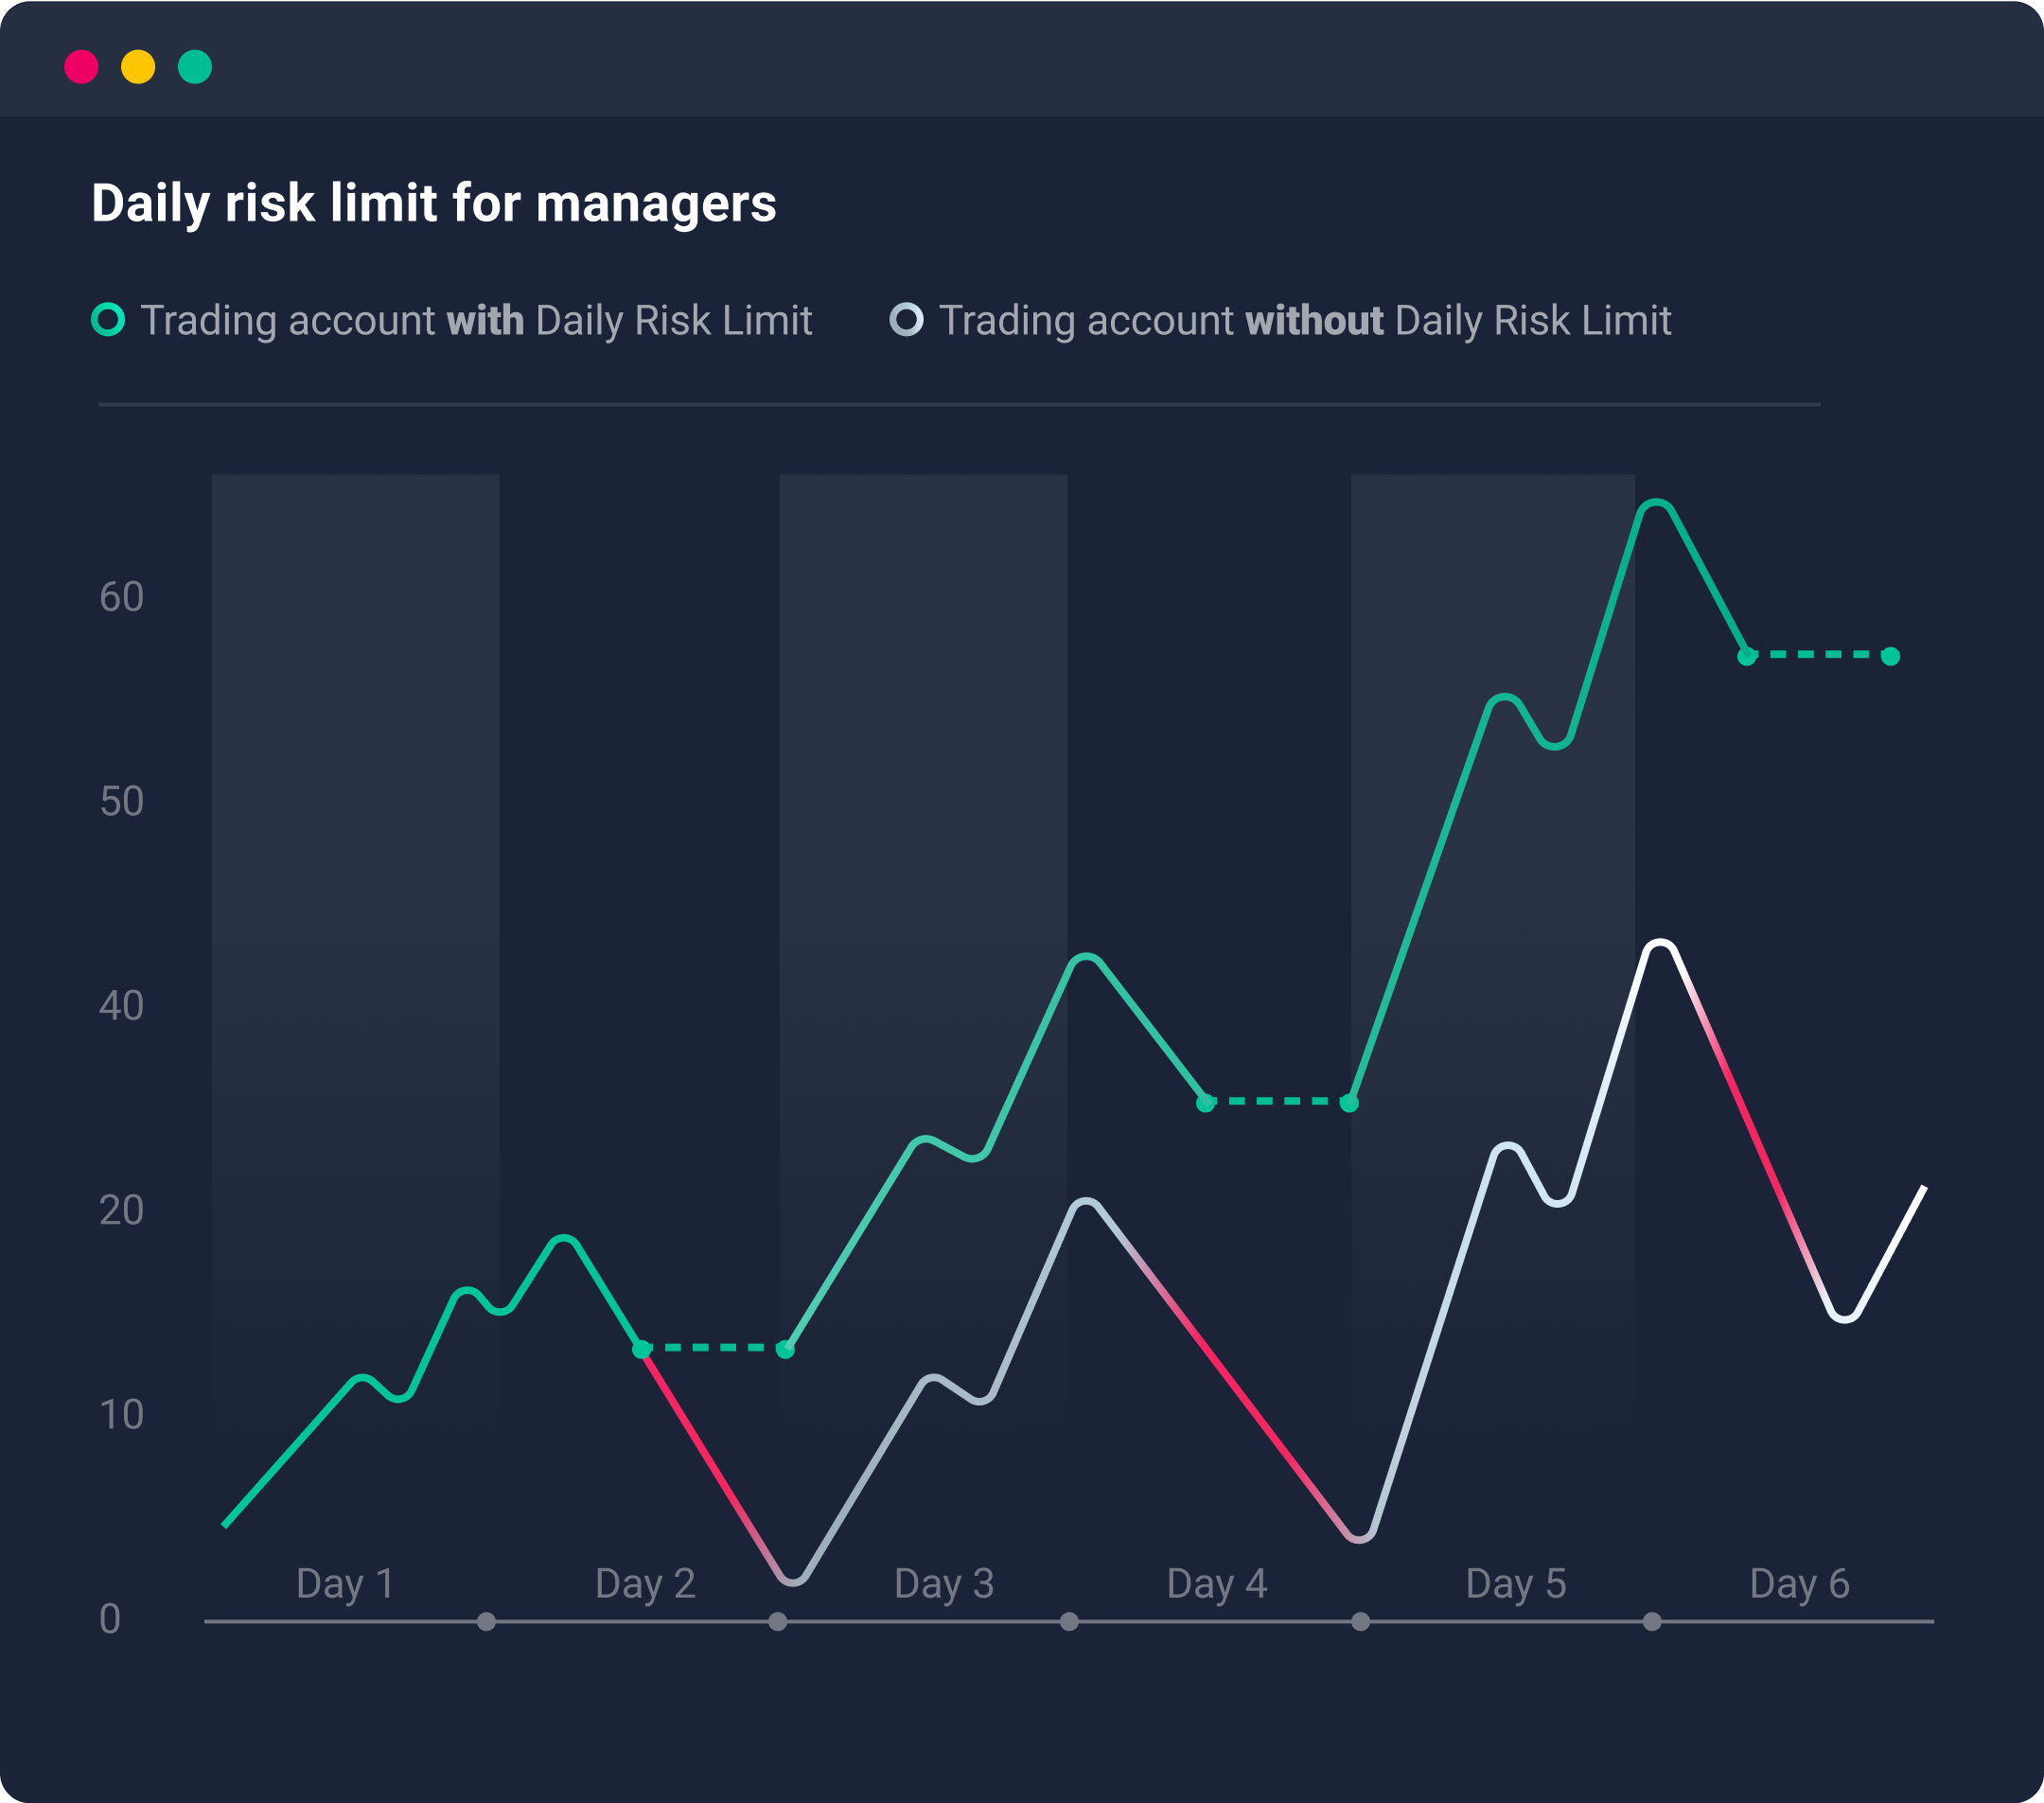 Daily risk limit for managers
Trading account with Daily Risk Limit
Trading account without Daily Risk Limit
60
50
40
20
10
0
Day 1
Day 2
Day 3
Day 4
Day 5
Day 6